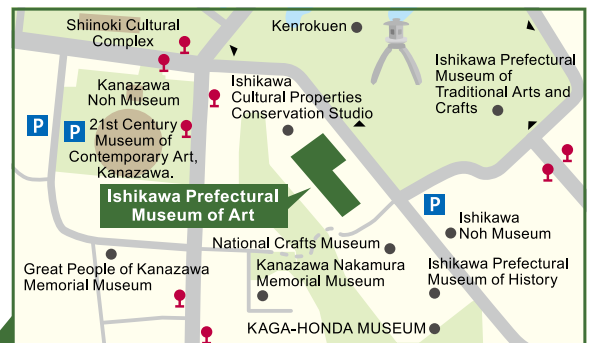 Shiinoki Cultural
Complex
Kenrokuen
Ishikawa Prefectural
Museum of
Traditional Arts and
Crafts
Kanazawa
Noh Museum
Ishikawa
Cultural Properties
Conservation Studio
P
P
21st Century
Museum of
Contemporary Art,
Kanazawa.
Ishikawa Prefectural
Museum of Art
P
Ishikawa
Noh Museum
National Crafts Museum
Great People of Kanazawa
Memorial Museum
Kanazawa Nakamura
Memorial Museum
Ishikawa Prefectural
Museum of History
KAGA-HONDA MUSEUM